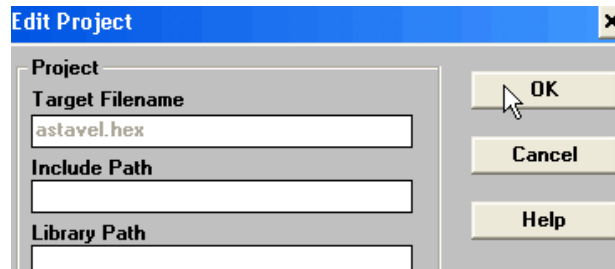 Edit Project
Project
Target Filename
astavel.hex
Include Path
Library Path
OK
Cancel
Help